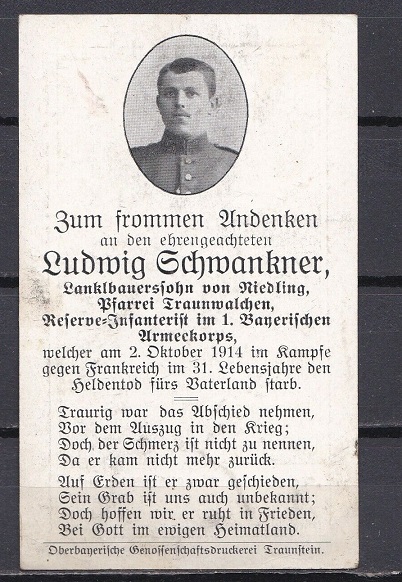 Zum frommen Andenken
an den ehrengeachteten
Ludwig Schwankner,
Lanklbauerssohn von Niedling,
Pfarrei Traunwalchen,
Reserve-Infanterist im 1. Bayerischen
Armeekorps,
welcher am 2. Oktober 1914 im Kampfe
gegen Frankreich im 31. Lebensjahre den
Heldentod fürs Vaterland starb.
Traurig war das Abschied nehmen,
Vor dem Auszug in den Krieg;
Doch der Schmerz ist nicht zu nennen,
Da er kam nicht mehr zurück.
Auf Erden ist er zwar geschieden,
Sein Grab ist uns auch unbekannt;
Doch hoffen wir er ruht in Frieden,
Bei Gott im ewigen Heimatland.
Oberbayerische Genossenschaftsdruckerei Traunstein.